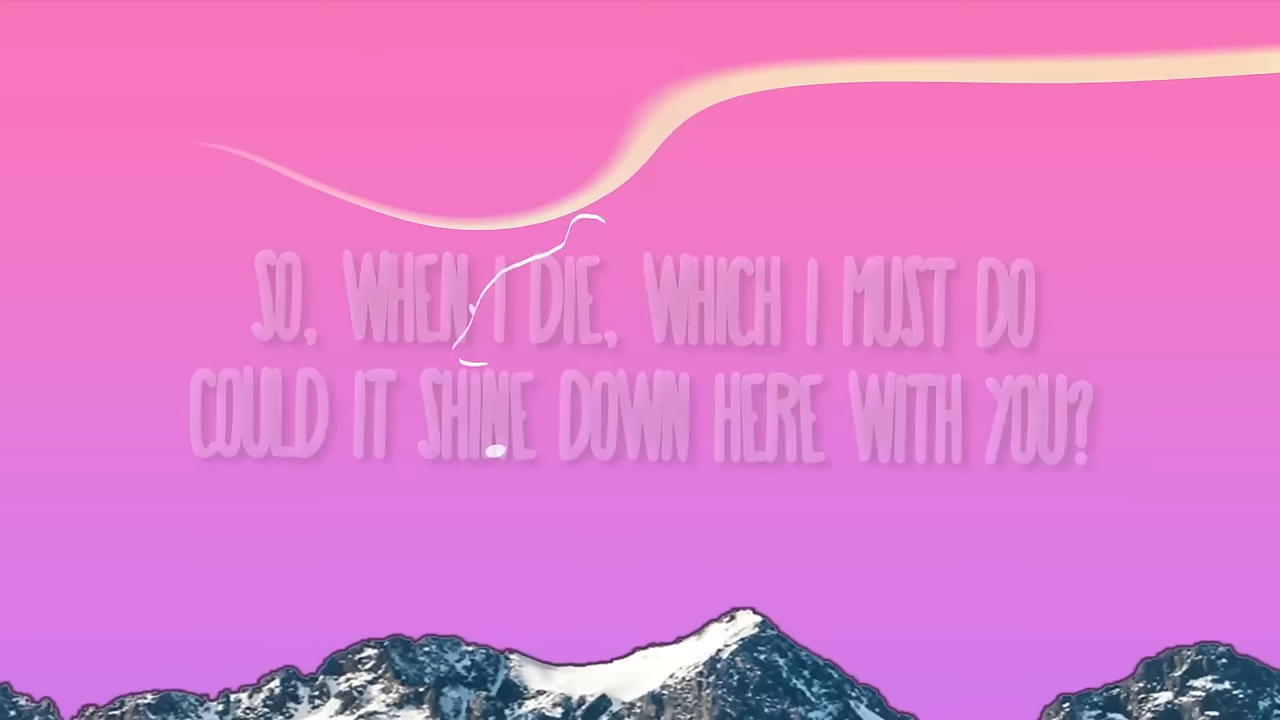 SO, WHEN I DIE, WHICH I MUST DO
COULD IT SHINE DOWN HERE WITH YOU?